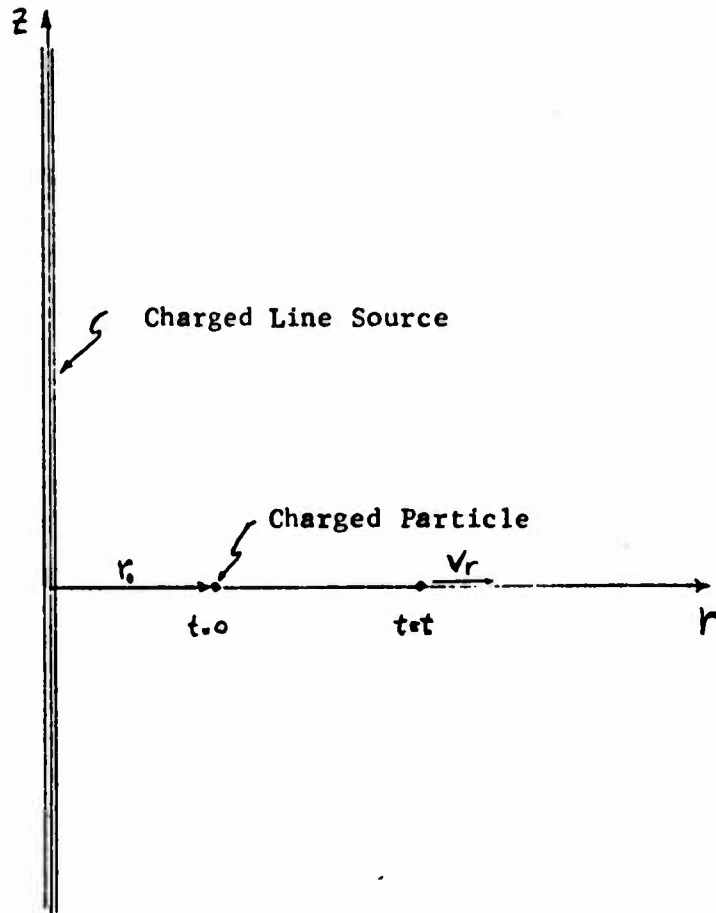 z
Charged Line Source
Charged Particle
r₀
Vr
t=0
t=t
r